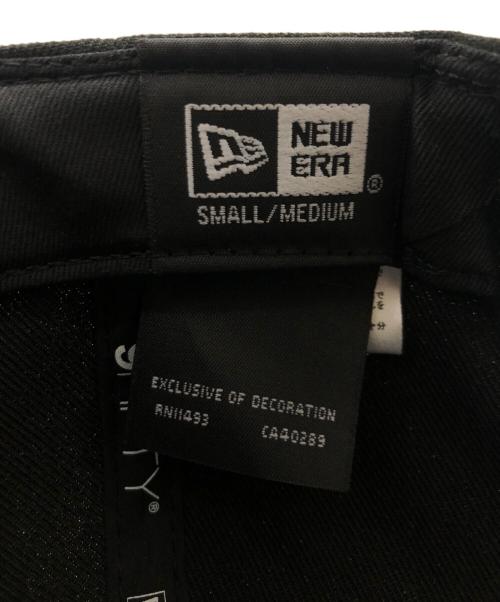 NEW
ERA
®
SMALL/MEDIUM
EXCLUSIVE OF DECORATION
RN11493 CA40289
®